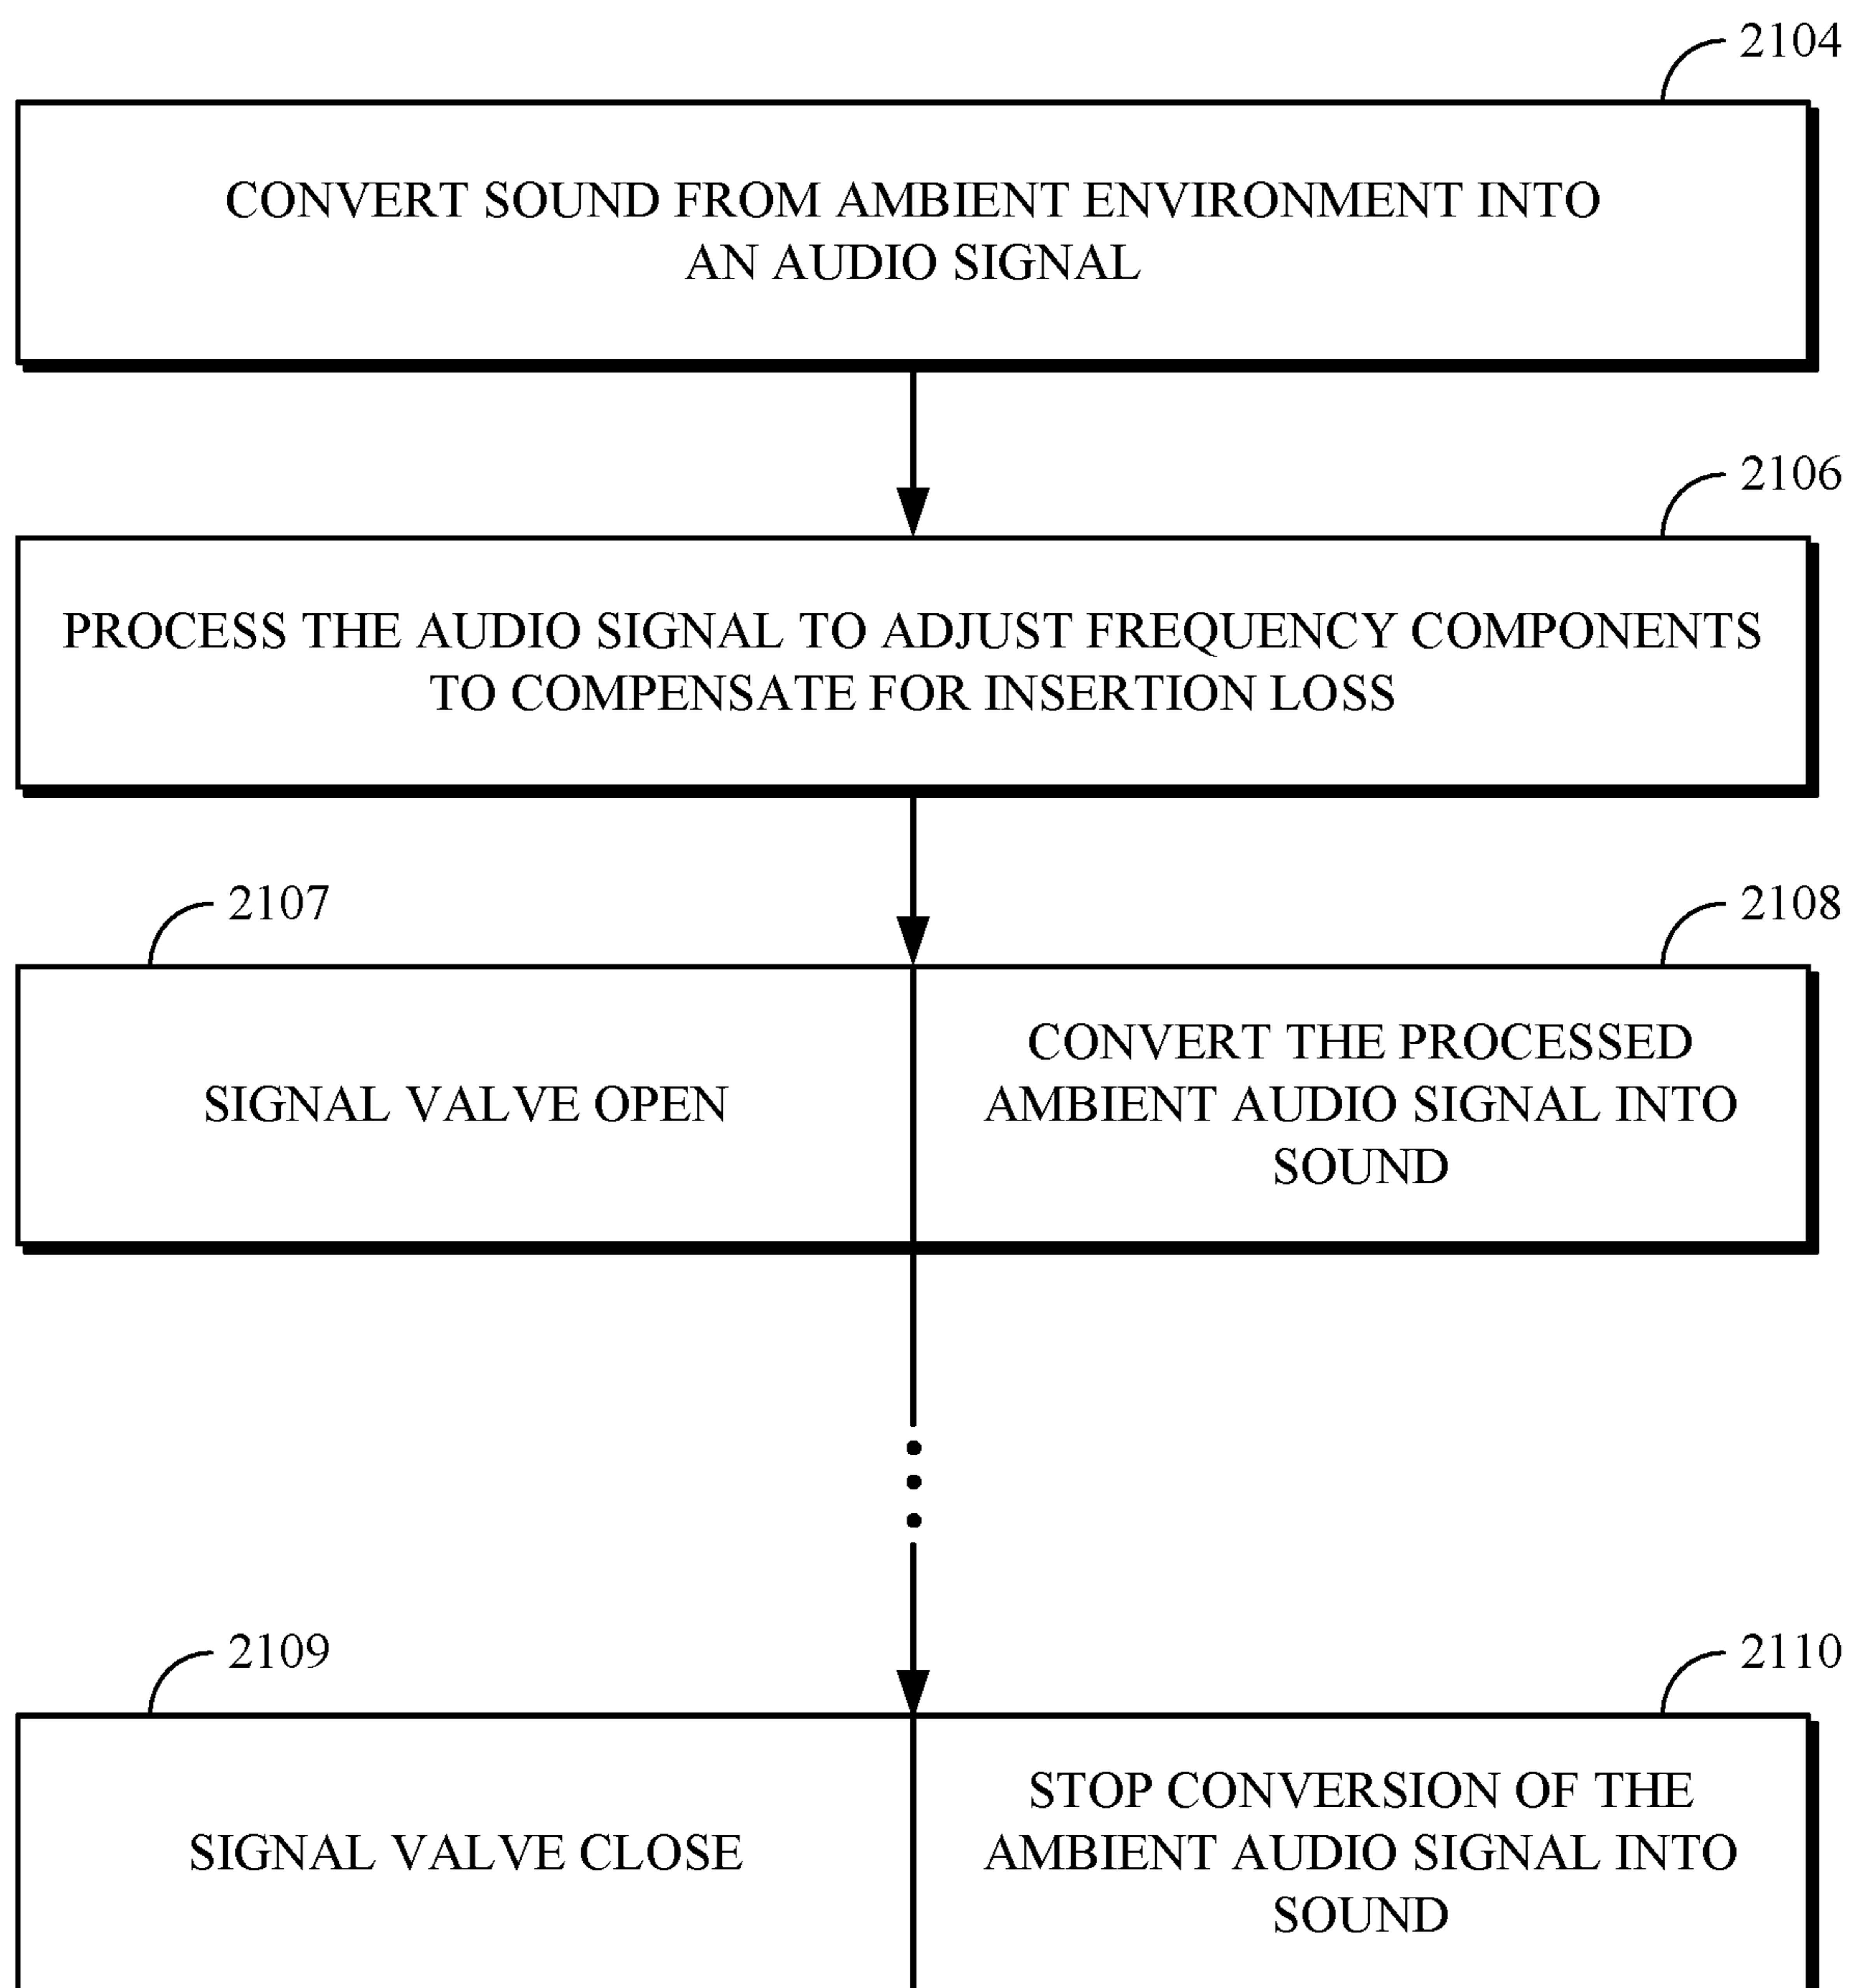 2104
CONVERT SOUND FROM AMBIENT ENVIRONMENT INTO
AN AUDIO SIGNAL
2106
PROCESS THE AUDIO SIGNAL TO ADJUST FREQUENCY COMPONENTS
TO COMPENSATE FOR INSERTION LOSS
2107
SIGNAL VALVE OPEN
2108
CONVERT THE PROCESSED
AMBIENT AUDIO SIGNAL INTO
SOUND
2109
SIGNAL VALVE CLOSE
2110
STOP CONVERSION OF THE
AMBIENT AUDIO SIGNAL INTO
SOUND